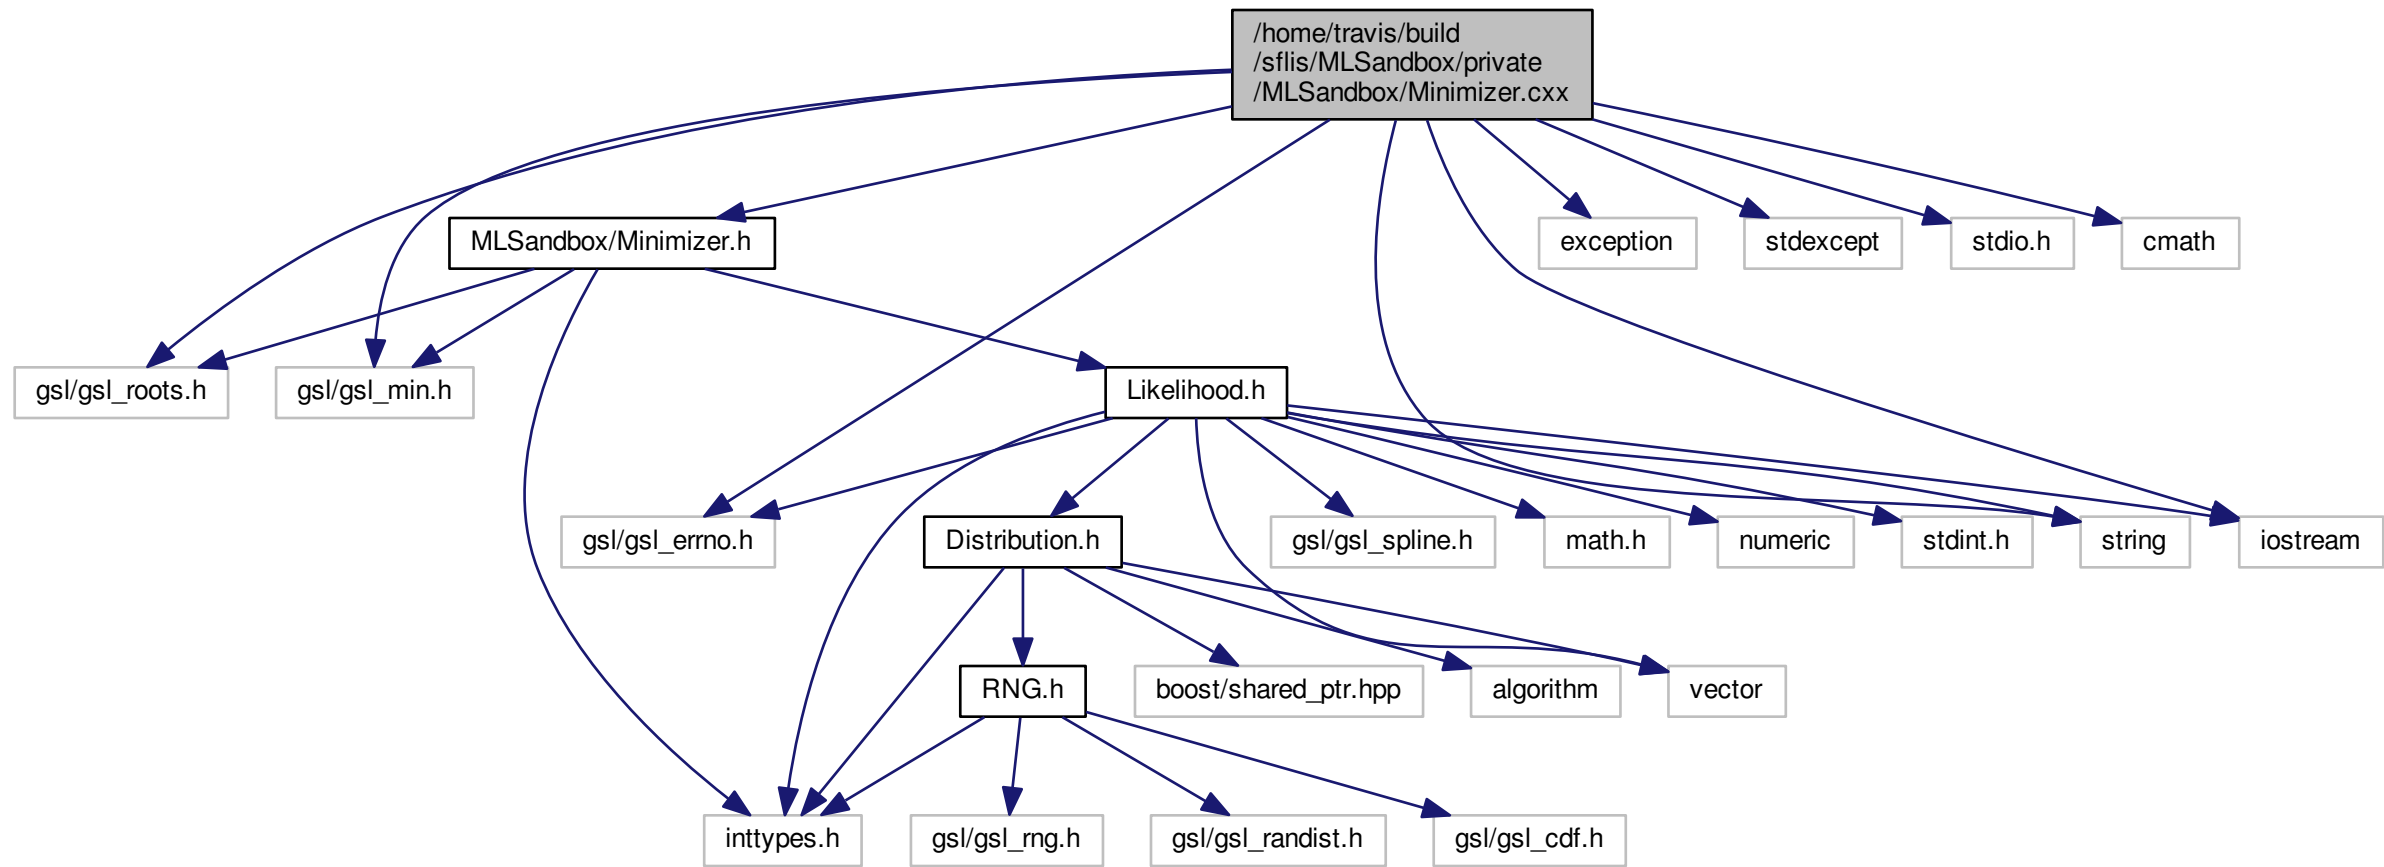 /home/travis/build
/sflis/MLSandbox/private
/MLSandbox/Minimizer.cxx
MLSandbox/Minimizer.h
exception
stdexcept
stdio.h
cmath
gsl/gsl_roots.h
gsl/gsl_min.h
Likelihood.h
gsl/gsl_errno.h
Distribution.h
gsl/gsl_spline.h
math.h
numeric
stdint.h
string
iostream
RNG.h
boost/shared_ptr.hpp
algorithm
vector
inttypes.h
gsl/gsl_rng.h
gsl/gsl_randist.h
gsl/gsl_cdf.h